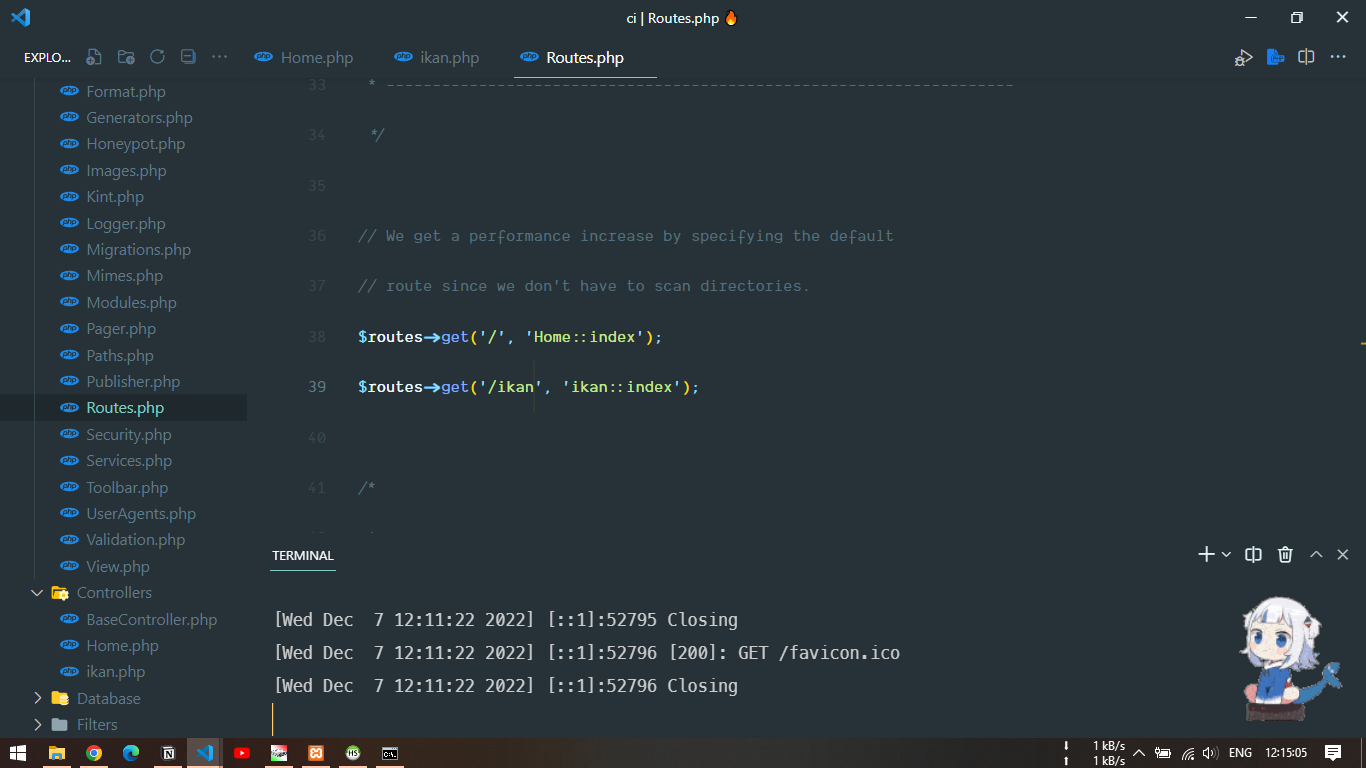 ci | Routes.php 🔥
EXPLO...
Home.php
ikan.php
Routes.php
Format.php
Generators.php
Honeypot.php
Images.php
Kint.php
Logger.php
Migrations.php
Mimes.php
Modules.php
Pager.php
Paths.php
Publisher.php
Routes.php
Security.php
Services.php
Toolbar.php
UserAgents.php
Validation.php
View.php
Controllers
BaseController.php
Home.php
ikan.php
Database
Filters
33 * --------------------------------------------------------------------
34 */
35
36 // We get a performance increase by specifying the default
37 // route since we don't have to scan directories.
38 $routes->get('/', 'Home::index');
39 $routes->get('/ikan', 'ikan::index');
40
41 /*
TERMINAL
[Wed Dec  7 12:11:22 2022] [::1]:52795 Closing
[Wed Dec  7 12:11:22 2022] [::1]:52796 [200]: GET /favicon.ico
[Wed Dec  7 12:11:22 2022] [::1]:52796 Closing
1 kB/s
1 kB/s
ENG
12:15:05